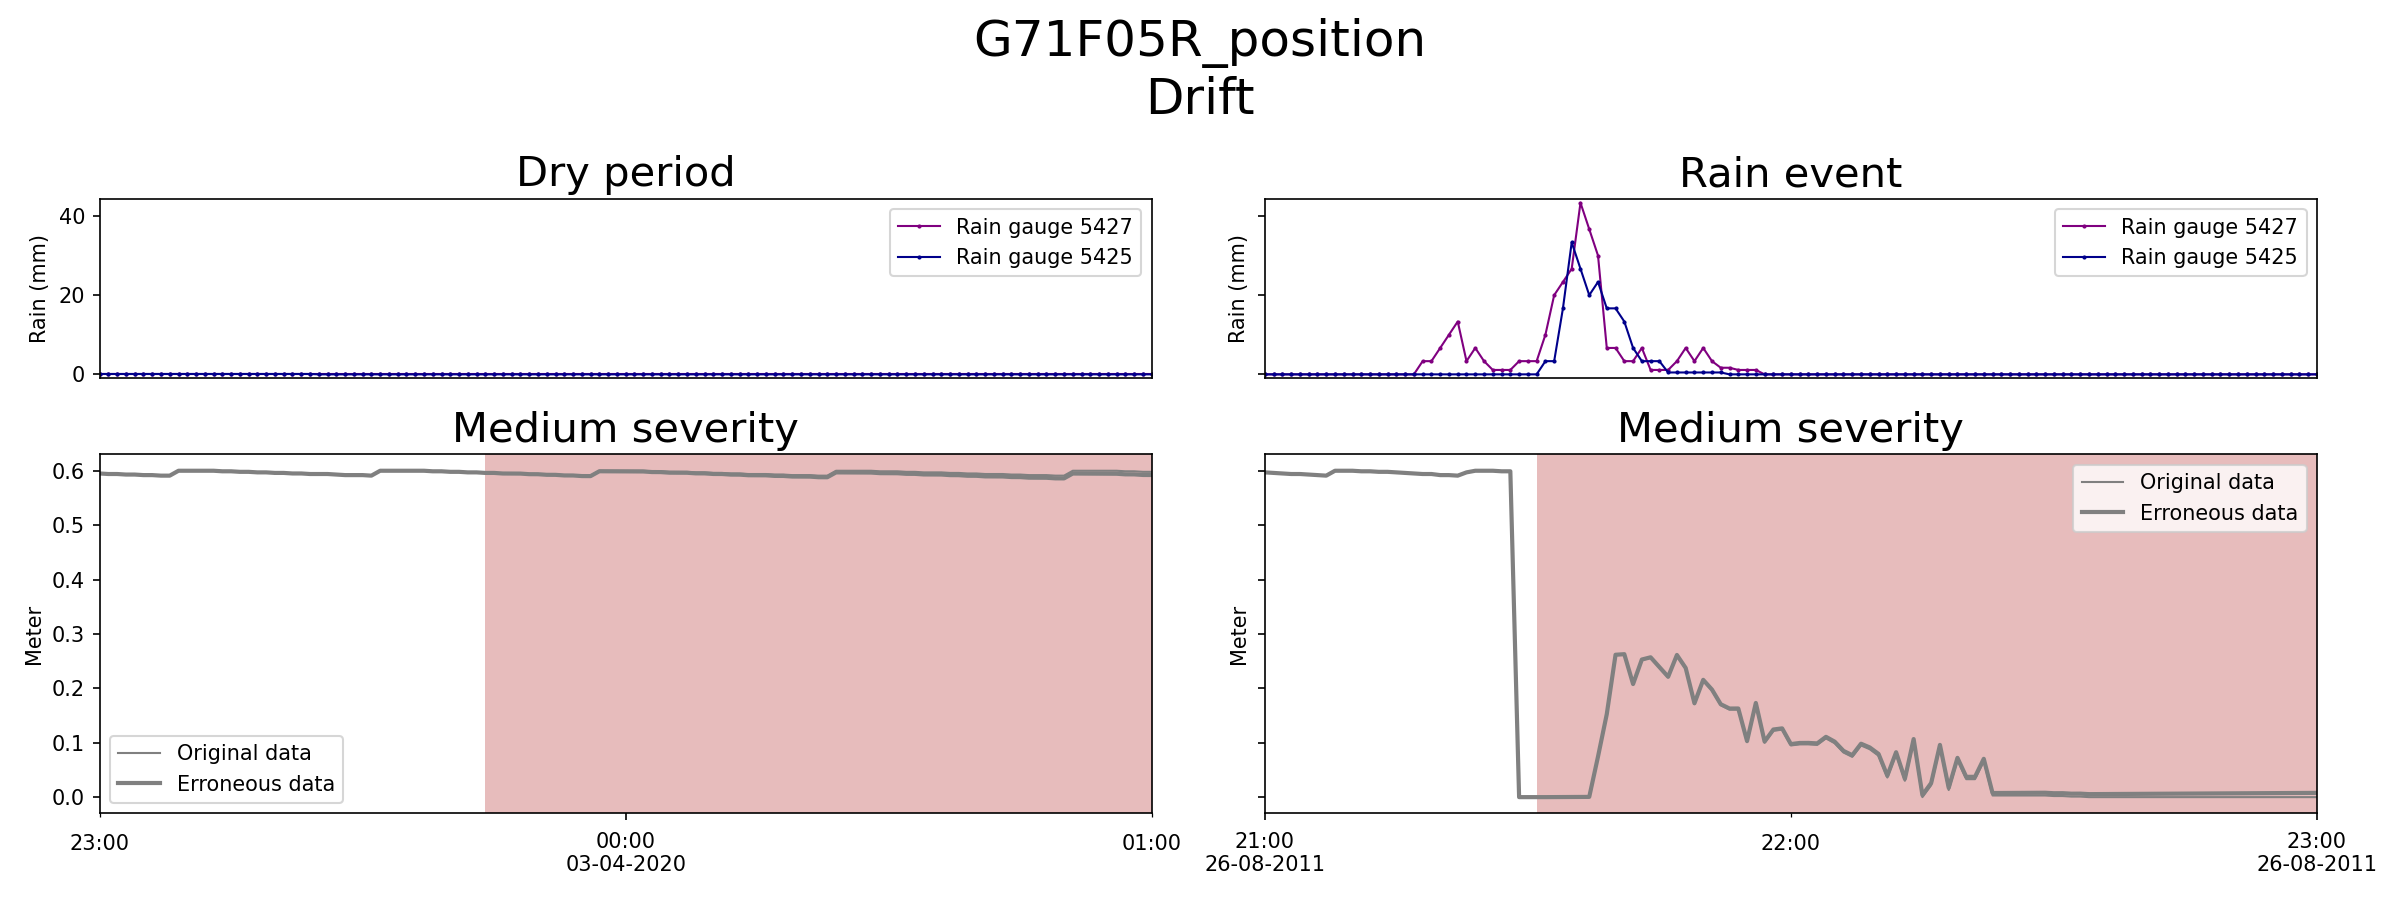 G71F05R_position
Drift
Dry period
Rain (mm)
40
20
0
Rain gauge 5427
Rain gauge 5425
Rain event
Rain (mm)
Rain gauge 5427
Rain gauge 5425
Medium severity
Meter
0.6
0.5
0.4
0.3
0.2
0.1
0.0
Original data
Erroneous data
23:00
00:00
03-04-2020
01:00
Medium severity
Meter
Original data
Erroneous data
21:00
26-08-2011
22:00
23:00
26-08-2011